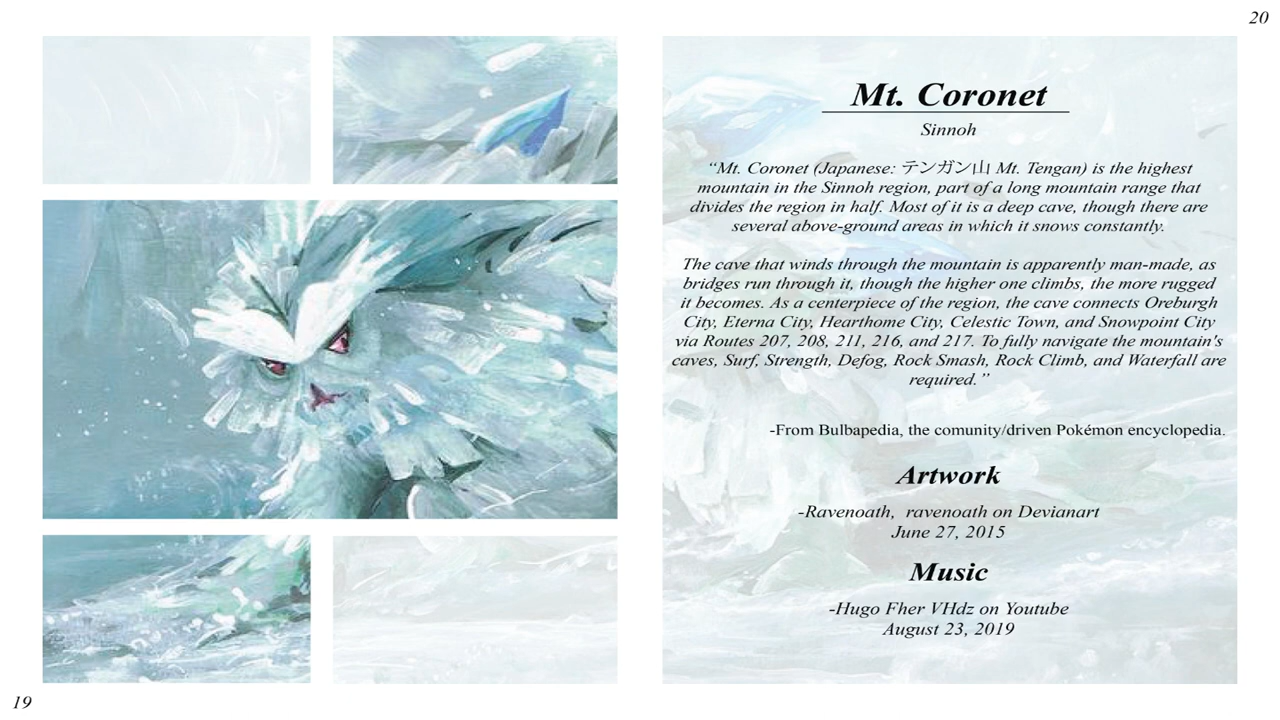 20
Mt. Coronet
Sinnoh
“Mt. Coronet (Japanese: テンガン山 Mt. Tengan) is the highest
mountain in the Sinnoh region, part of a long mountain range that
divides the region in half. Most of it is a deep cave, though there are
several above-ground areas in which it snows constantly.
The cave that winds through the mountain is apparently man-made, as
bridges run through it, though the higher one climbs, the more rugged
it becomes. As a centerpiece of the region, the cave connects Oreburgh
City, Eterna City, Hearthome City, Celestic Town, and Snowpoint City
via Routes 207, 208, 211, 216, and 217. To fully navigate the mountain's
caves, Surf, Strength, Defog, Rock Smash, Rock Climb, and Waterfall are
required.”
-From Bulbapedia, the comunity/driven Pokémon encyclopedia.
Artwork
-Ravenoath, ravenoath on Devianart
June 27, 2015
Music
-Hugo Fher VHdz on Youtube
August 23, 2019
19